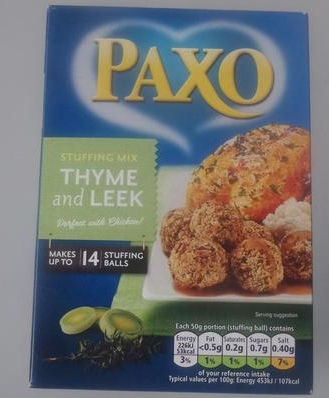 PAXO
STUFFING MIX
THYME
and LEEK
Perfect with Chicken!
MAKES
UP TO 14 STUFFING
BALLS
Serving suggestion
Each 50g portion (stuffing ball) contains
Energy Fat Saturates Sugars Salt
226kJ
53kcal <0.5g 0.2g 0.7g 0.40g
3% 1% 1% 1% 7%
of your reference intake
Typical values per 100g: Energy 453kJ / 107kcal